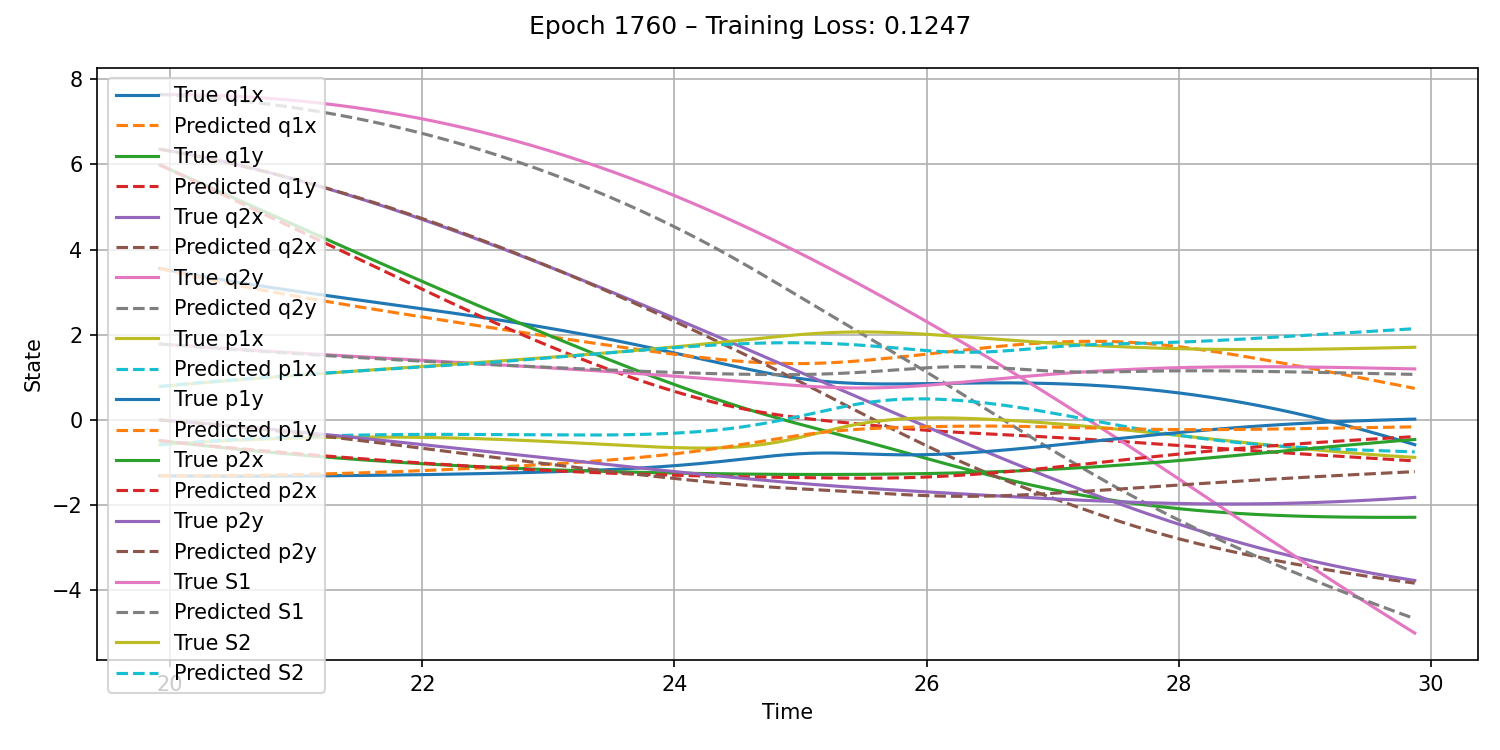 Epoch 1760 – Training Loss: 0.1247
State
8
6
4
2
0
−2
−4
True q1x
Predicted q1x
True q1y
Predicted q1y
True q2x
Predicted q2x
True q2y
Predicted q2y
True p1x
Predicted p1x
True p1y
Predicted p1y
True p2x
Predicted p2x
True p2y
Predicted p2y
True S1
Predicted S1
True S2
Predicted S2
20 22 24 26 28 30
Time